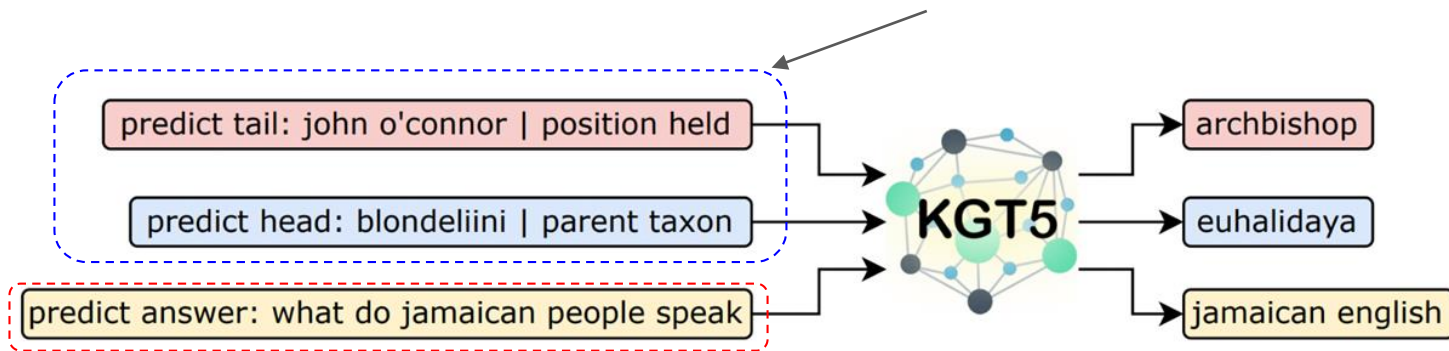 predict tail: john o'connor | position held
archbishop
predict head: blondeliini | parent taxon
KGT5
euhalidaya
predict answer: what do jamaican people speak
jamaican english